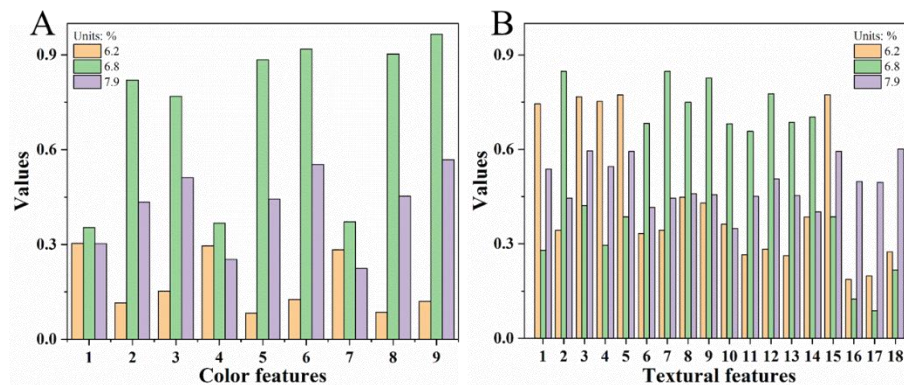 A
Units: %
6.2
6.8
7.9
Values
0.9
0.6
0.3
0.0
1 2 3 4 5 6 7 8 9
Color features
B
Units: %
6.2
6.8
7.9
Values
0.9
0.6
0.3
0.0
1 2 3 4 5 6 7 8 9 10 11 12 13 14 15 16 17 18
Textural features